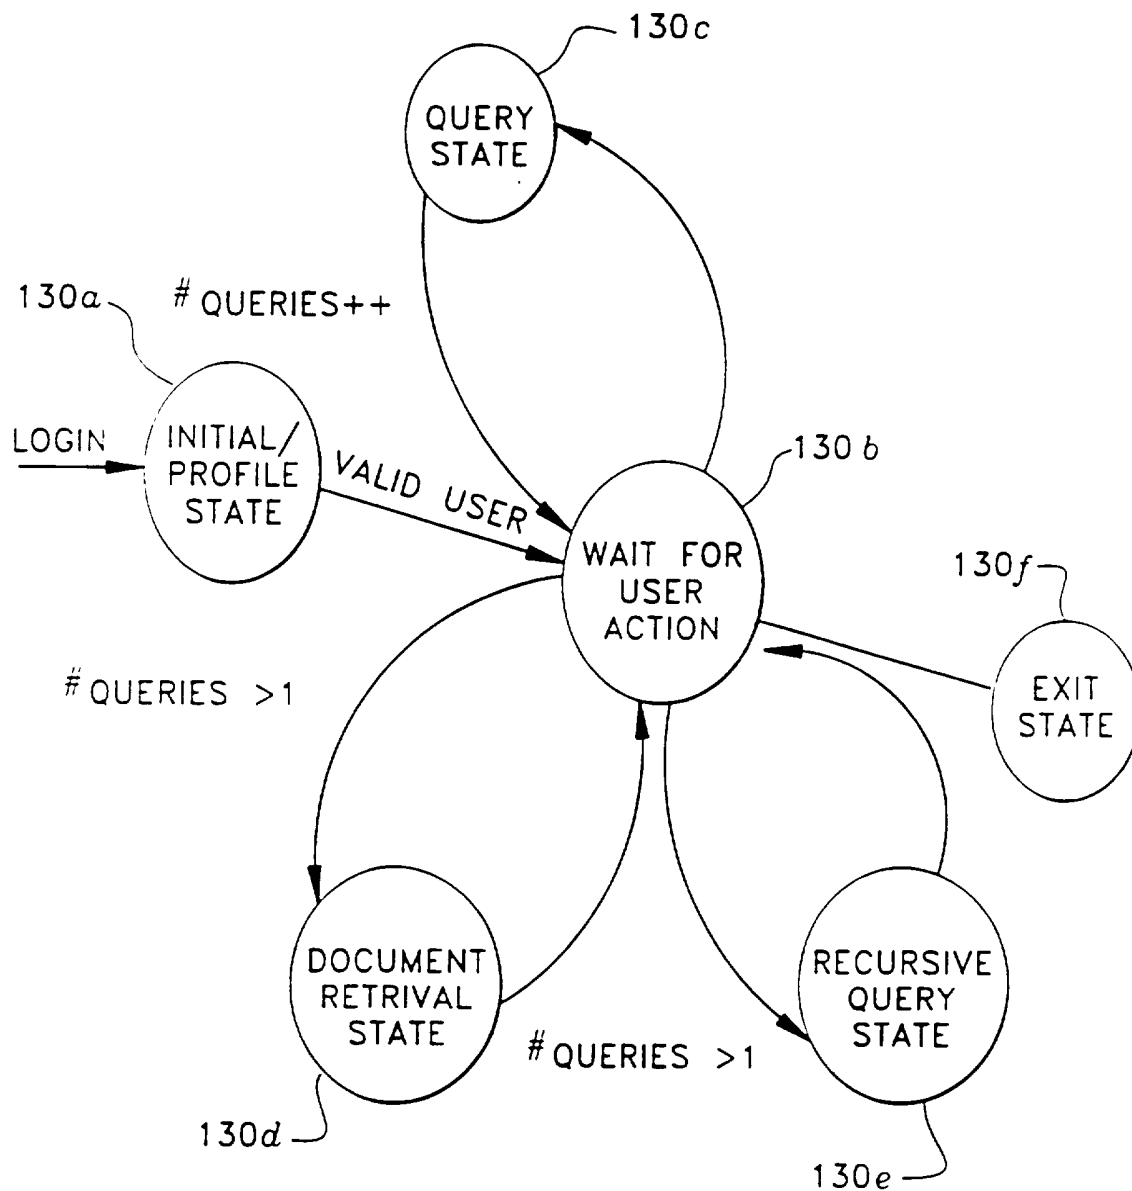 130c
QUERY
STATE
130a
# QUERIES++
LOGIN
INITIAL/
PROFILE
STATE
VALID USER
130b
WAIT FOR
USER
ACTION
130f
EXIT
STATE
# QUERIES >1
DOCUMENT
RETRIVAL
STATE
RECURSIVE
QUERY
STATE
# QUERIES >1
130d
130e